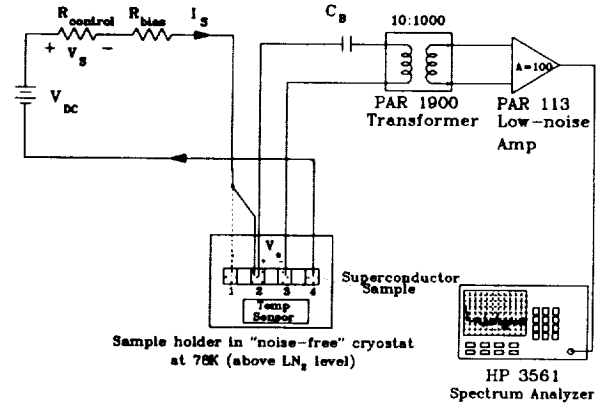 R control
R bias
I S
+ V S -
V DC
C B
10:1000
A=100
PAR 1900
Transformer
PAR 113
Low-noise
Amp
V
+ -
1 2 3 4
Temp
Sensor
Superconductor
Sample
Sample holder in "noise-free" cryostat
at 78K (above LN2 level)
HP 3561
Spectrum Analyzer